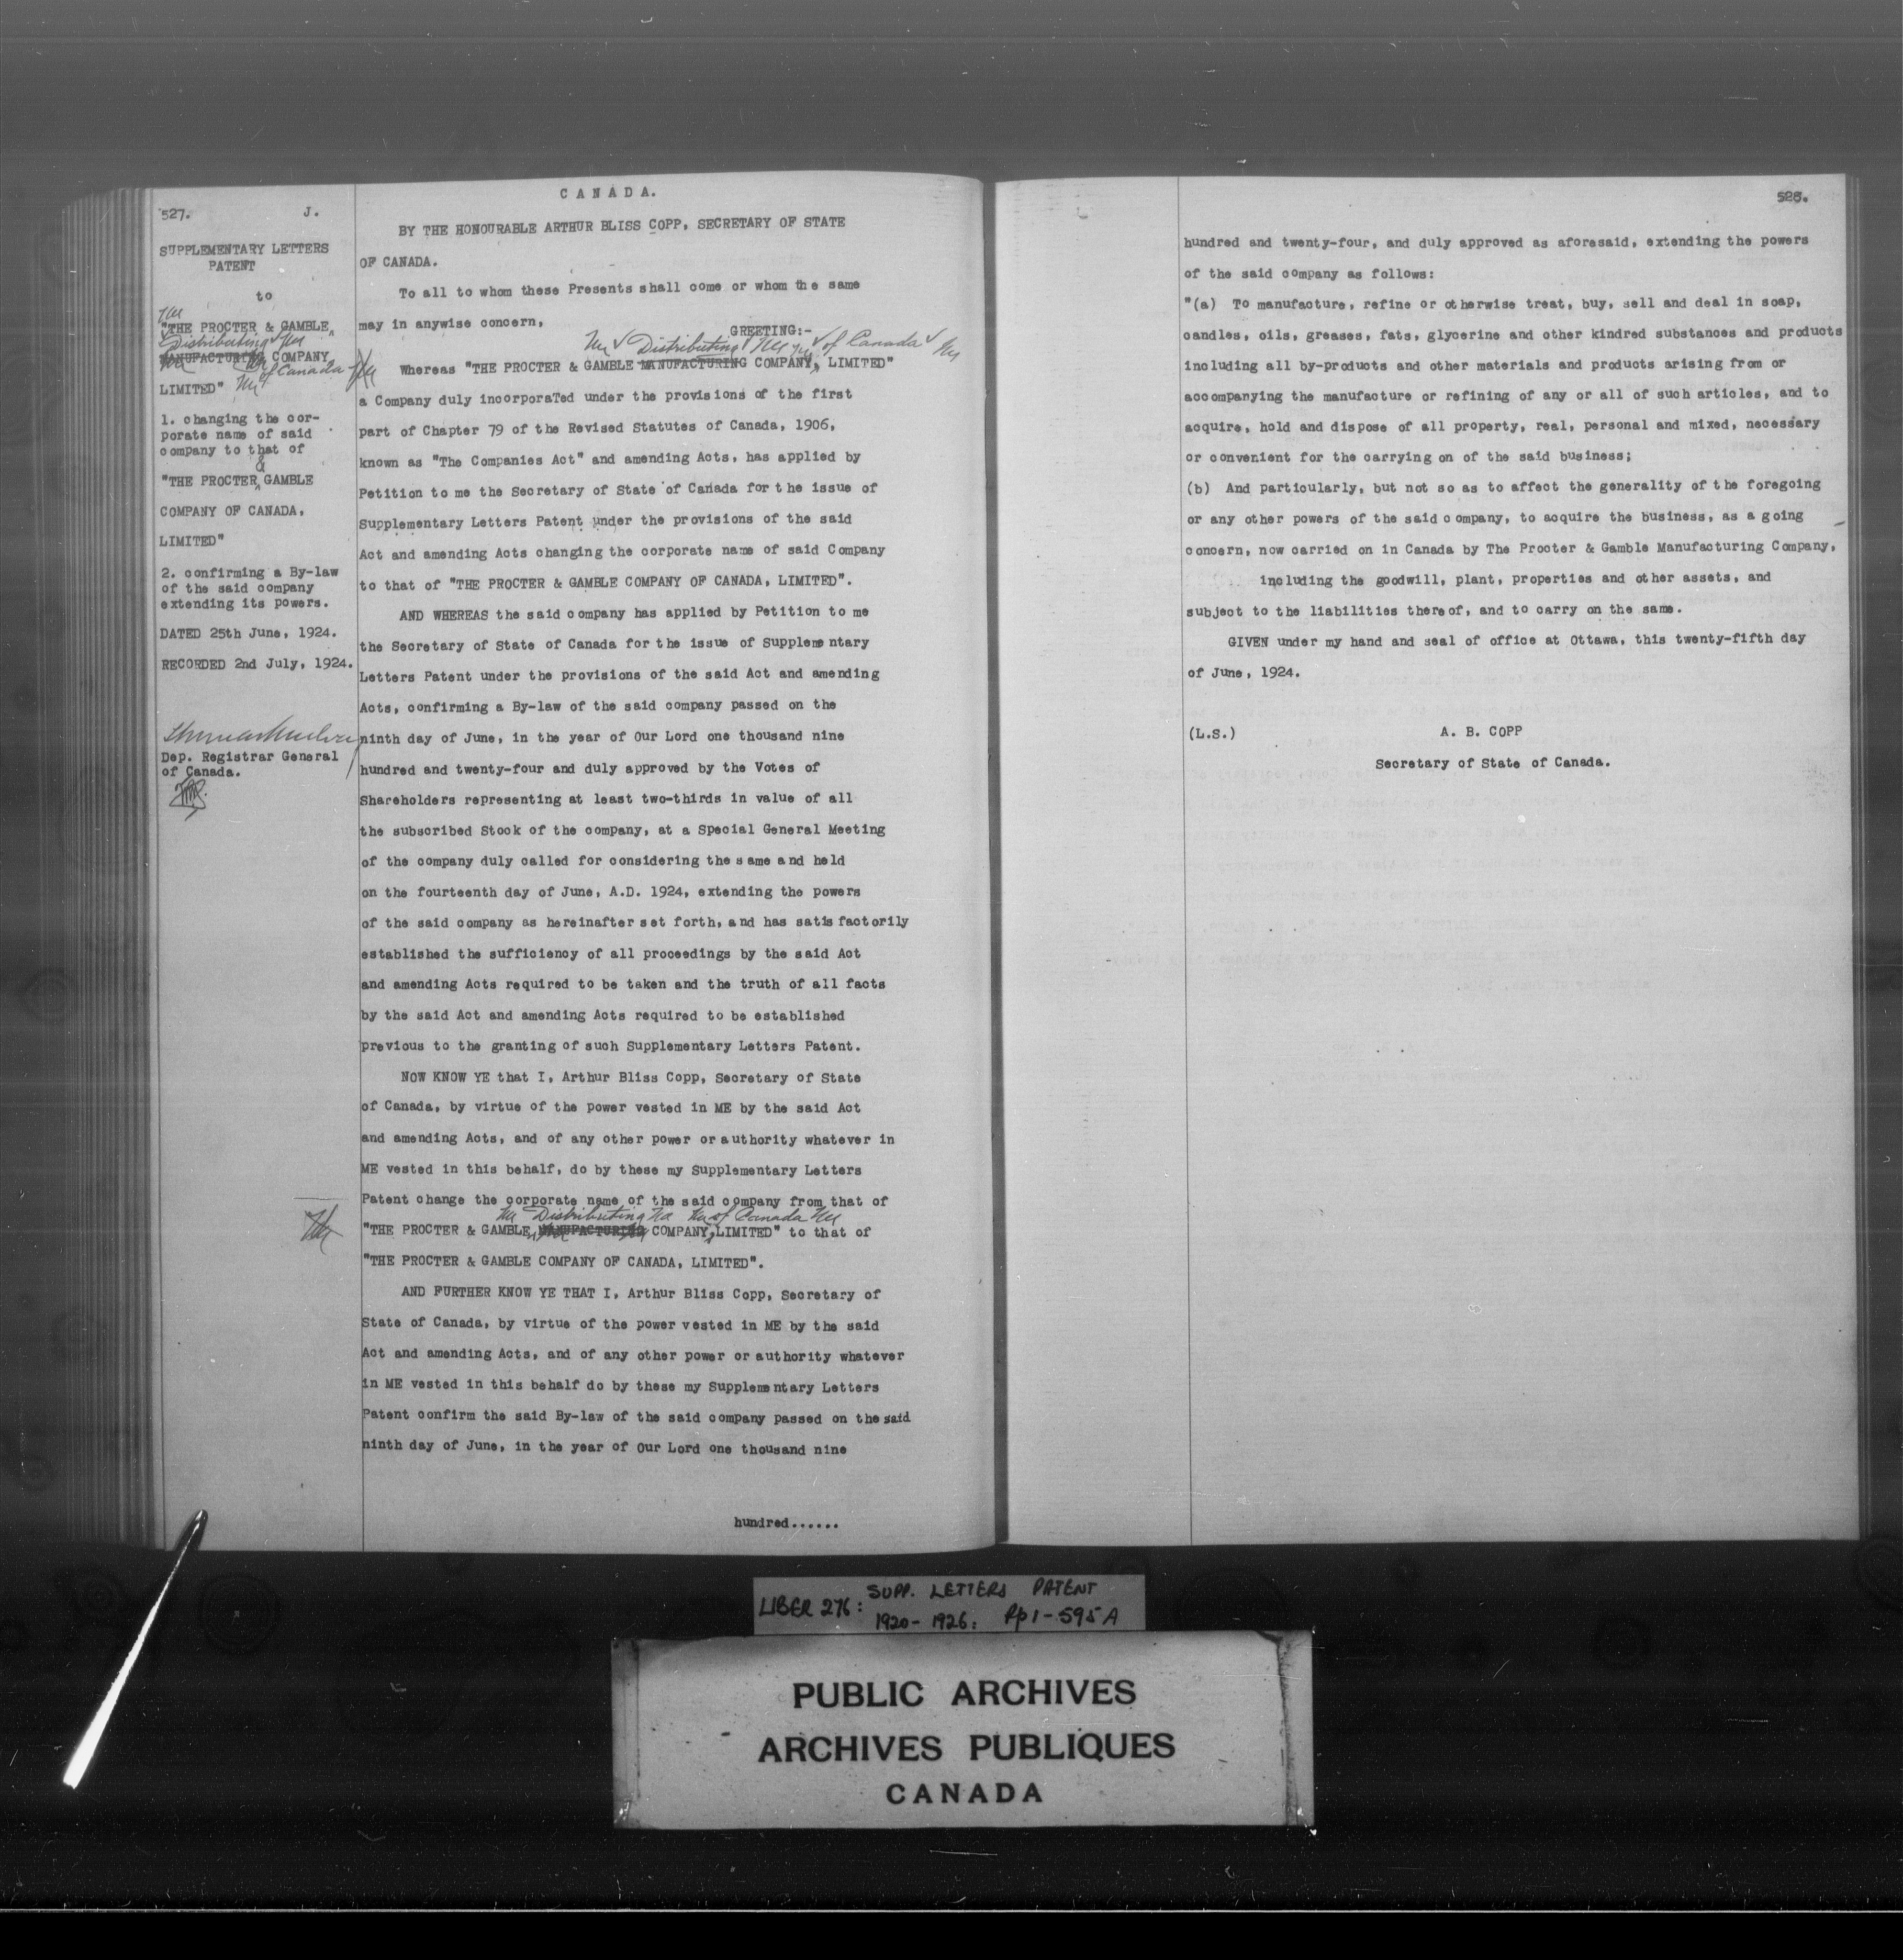 527. J.
SUPPLEMENTARY LETTERS
PATENT
to
"THE PROCTER & GAMBLE
Distributing
MANUFACTURING COMPANY
of Canada
LIMITED"
1. changing the cor-
porate name of said
company to that of
&
"THE PROCTER GAMBLE
COMPANY OF CANADA,
LIMITED"
2. confirming a By-law
of the said company
extending its powers.
DATED 25th June, 1924.
RECORDED 2nd July, 1924.
Dep. Registrar General
of Canada.
CANADA.
BY THE HONOURABLE ARTHUR BLISS COPP, SECRETARY OF STATE
OF CANADA.
To all to whom these Presents shall come or whom the same
may in anywise concern,
GREETING:-
Distributing of Canada
Whereas "THE PROCTER & GAMBLE MANUFACTURING COMPANY, LIMITED"
a Company duly incorporaTed under the provisions of the first
part of Chapter 79 of the Revised Statutes of Canada, 1906,
known as "The Companies Act" and amending Acts, has applied by
Petition to me the Secretary of State of Canada for the issue of
Supplementary Letters Patent under the provisions of the said
Act and amending Acts changing the corporate name of said Company
to that of "THE PROCTER & GAMBLE COMPANY OF CANADA, LIMITED".
AND WHEREAS the said company has applied by Petition to me
the Secretary of State of Canada for the issue of Supplementary
Letters Patent under the provisions of the said Act and amending
Acts, confirming a By-law of the said company passed on the
ninth day of June, in the year of Our Lord one thousand nine
hundred and twenty-four and duly approved by the Votes of
Shareholders representing at least two-thirds in value of all
the subscribed Stock of the company, at a Special General Meeting
of the company duly called for considering the same and held
on the fourteenth day of June, A.D. 1924, extending the powers
of the said company as hereinafter set forth, and has satisfactorily
established the sufficiency of all proceedings by the said Act
and amending Acts required to be taken and the truth of all facts
by the said Act and amending Acts required to be established
previous to the granting of such Supplementary Letters Patent.
NOW KNOW YE that I, Arthur Bliss Copp, Secretary of State
of Canada, by virtue of the power vested in ME by the said Act
and amending Acts, and of any other power or authority whatever in
ME vested in this behalf, do by these my Supplementary Letters
Patent change the corporate name of the said company from that of
Distributing of Canada
"THE PROCTER & GAMBLE MANUFACTURING COMPANY, LIMITED" to that of
"THE PROCTER & GAMBLE COMPANY OF CANADA, LIMITED".
AND FURTHER KNOW YE THAT I, Arthur Bliss Copp, Secretary of
State of Canada, by virtue of the power vested in ME by the said
Act and amending Acts, and of any other power or authority whatever
in ME vested in this behalf do by these my Supplementary Letters
Patent confirm the said By-law of the said company passed on the said
ninth day of June, in the year of Our Lord one thousand nine
hundred......
528.
hundred and twenty-four, and duly approved as aforesaid, extending the powers
of the said company as follows:
"(a) To manufacture, refine or otherwise treat, buy, sell and deal in soap,
candles, oils, greases, fats, glycerine and other kindred substances and products
including all by-products and other materials and products arising from or
accompanying the manufacture or refining of any or all of such articles, and to
acquire, hold and dispose of all property, real, personal and mixed, necessary
or convenient for the carrying on of the said business;
(b) And particularly, but not so as to affect the generality of the foregoing
or any other powers of the said company, to acquire the business, as a going
concern, now carried on in Canada by The Procter & Gamble Manufacturing Company,
including the goodwill, plant, properties and other assets, and
subject to the liabilities thereof, and to carry on the same.
GIVEN under my hand and seal of office at Ottawa, this twenty-fifth day
of June, 1924.
(L.S.) A. B. COPP
Secretary of State of Canada.
LIBER 276: SUPP. LETTERS PATENT
1920-1926: pp 1-595A
PUBLIC ARCHIVES
ARCHIVES PUBLIQUES
CANADA